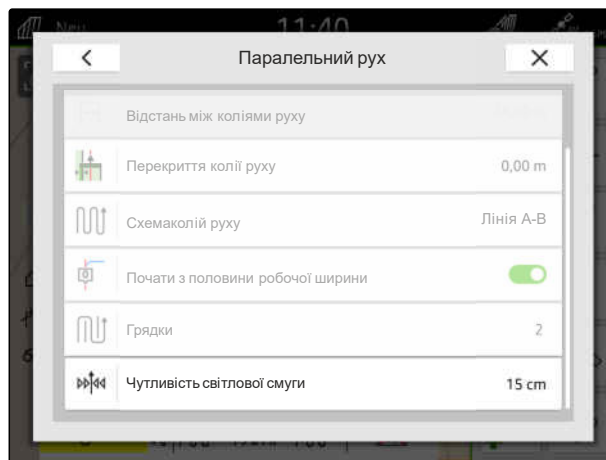 Neu 11:40
Паралельний рух
Відстань між коліями руху
Перекриття колії руху 0,00 m
Схемаколій руху Лінія А-В
Почати з половини робочої ширини
Грядки 2
Чутливість світлової смуги 15 cm